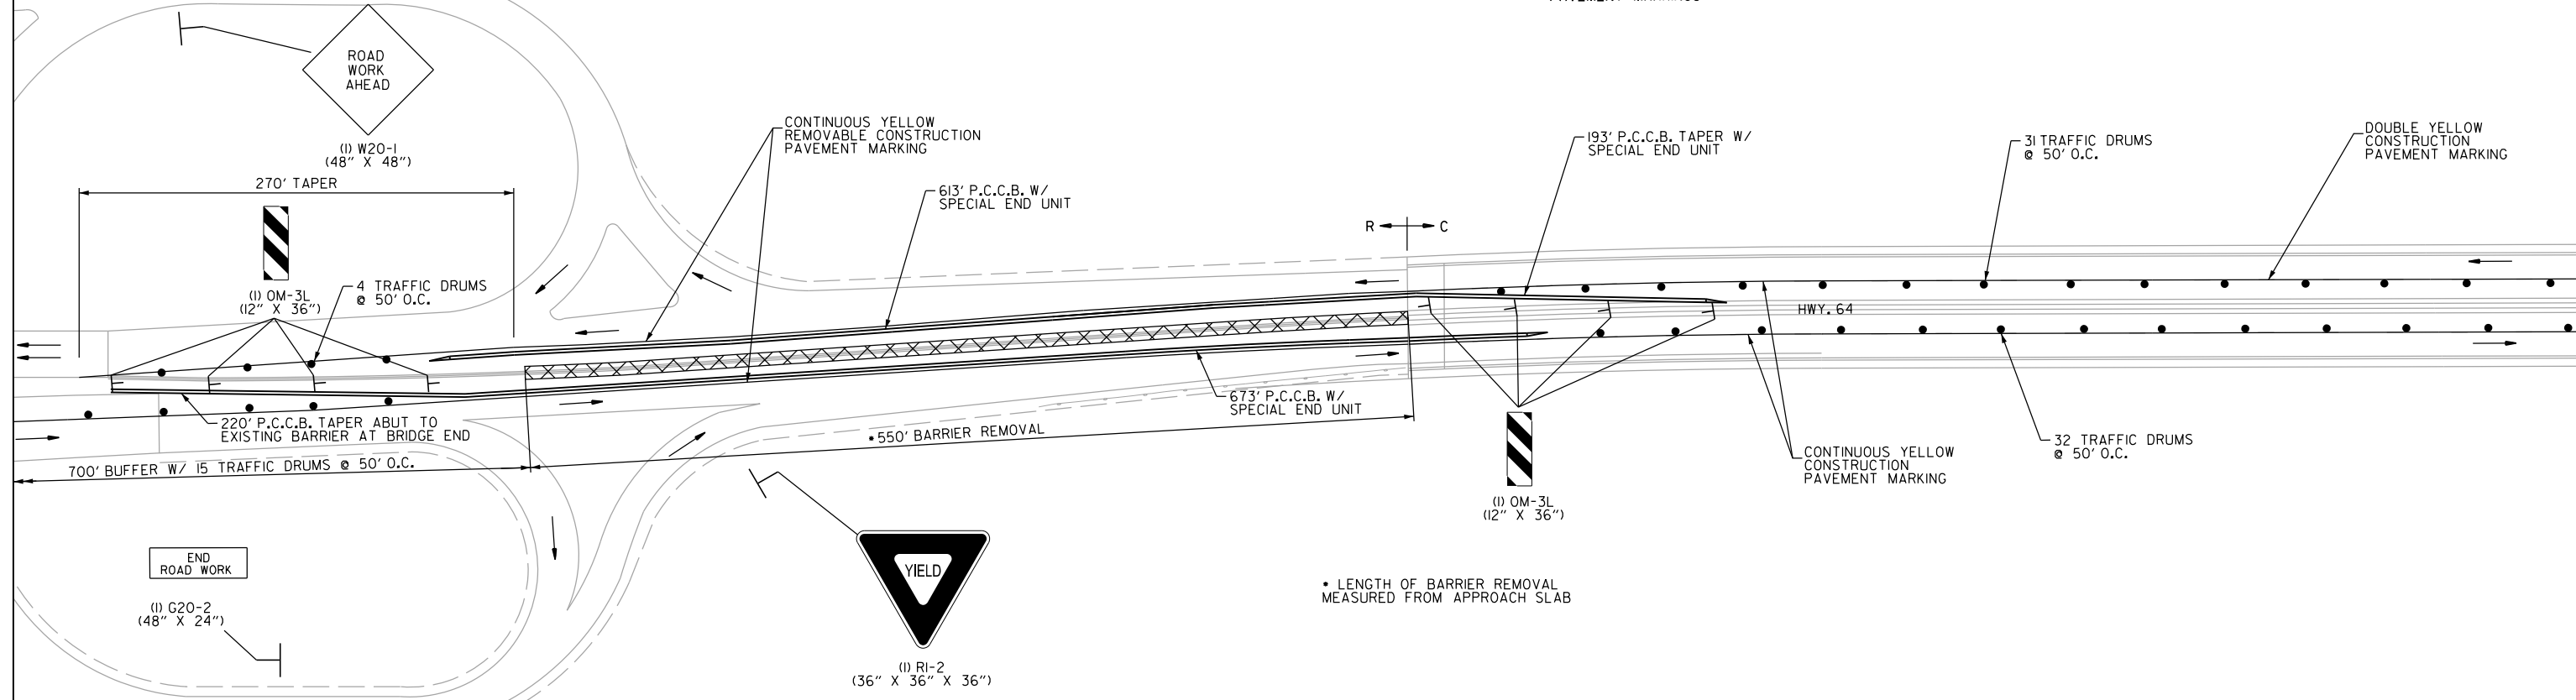 ROAD
WORK
AHEAD
(1) W20-1
(48" X 48")
270' TAPER
(1) OM-3L
(12" X 36")
4 TRAFFIC DRUMS
@ 50' O.C.
CONTINUOUS YELLOW
REMOVABLE CONSTRUCTION
PAVEMENT MARKING
613' P.C.C.B. W/
SPECIAL END UNIT
R
C
193' P.C.C.B. TAPER W/
SPECIAL END UNIT
31 TRAFFIC DRUMS
@ 50' O.C.
DOUBLE YELLOW
CONSTRUCTION
PAVEMENT MARKING
HWY. 64
220' P.C.C.B. TAPER ABUT TO
EXISTING BARRIER AT BRIDGE END
700' BUFFER W/ 15 TRAFFIC DRUMS @ 50' O.C.
* 550' BARRIER REMOVAL
673' P.C.C.B. W/
SPECIAL END UNIT
(1) OM-3L
(12" X 36")
CONTINUOUS YELLOW
CONSTRUCTION
PAVEMENT MARKING
32 TRAFFIC DRUMS
@ 50' O.C.
END
ROAD WORK
(1) G20-2
(48" X 24")
YIELD
(1) R1-2
(36" X 36" X 36")
* LENGTH OF BARRIER REMOVAL
MEASURED FROM APPROACH SLAB